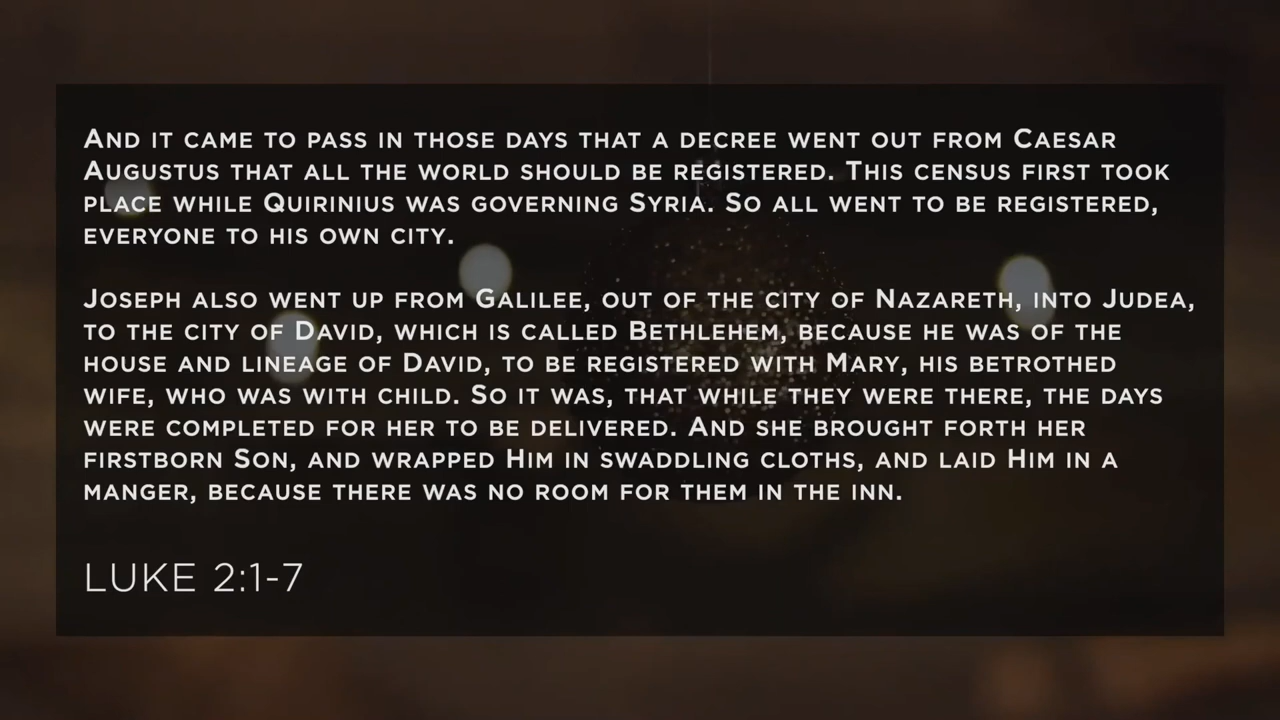 And it came to pass in those days that a decree went out from Caesar
Augustus that all the world should be registered. This census first took
place while Quirinius was governing Syria. So all went to be registered,
everyone to his own city.
Joseph also went up from Galilee, out of the city of Nazareth, into Judea,
to the city of David, which is called Bethlehem, because he was of the
house and lineage of David, to be registered with Mary, his betrothed
wife, who was with child. So it was, that while they were there, the days
were completed for her to be delivered. And she brought forth her
firstborn Son, and wrapped Him in swaddling cloths, and laid Him in a
manger, because there was no room for them in the inn.
LUKE 2:1-7